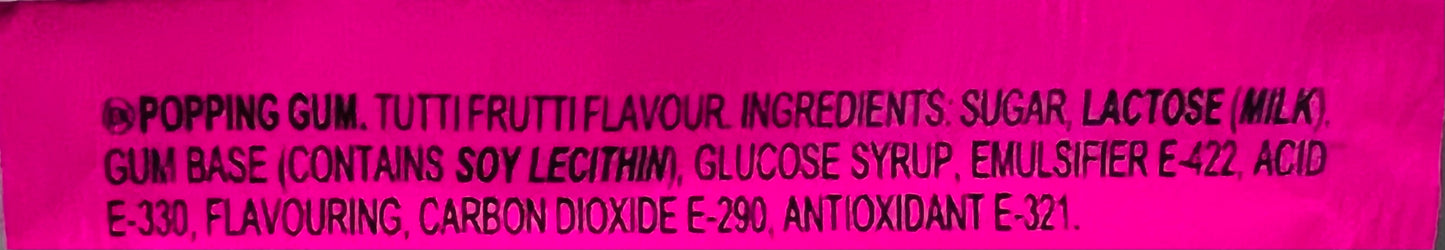 EN POPPING GUM. TUTTI FRUTTI FLAVOUR. INGREDIENTS: SUGAR, LACTOSE (MILK),
GUM BASE (CONTAINS SOY LECITHIN), GLUCOSE SYRUP, EMULSIFIER E-422, ACID
E-330, FLAVOURING, CARBON DIOXIDE E-290, ANTIOXIDANT E-321.